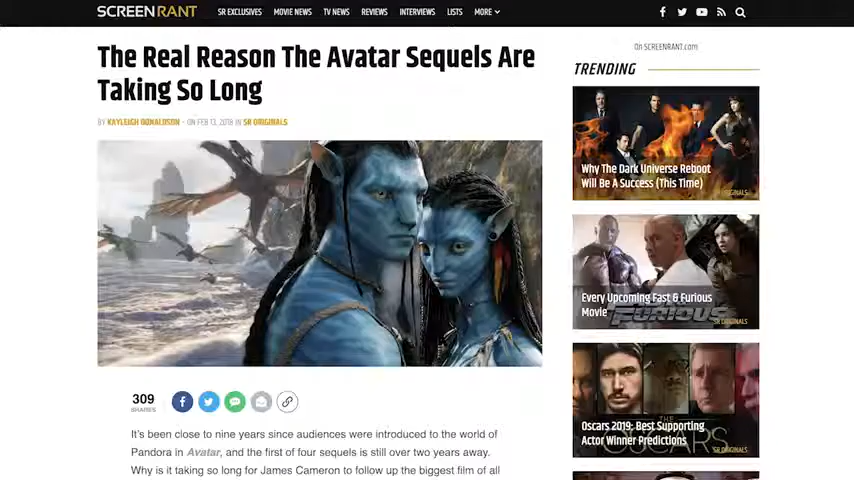 SCREENRANT
SR EXCLUSIVES MOVIE NEWS TV NEWS REVIEWS INTERVIEWS LISTS MORE
The Real Reason The Avatar Sequels Are
Taking So Long
BY KAYLEIGH DONALDSON - ON FEB 13, 2018 IN SR ORIGINALS
309
SHARES
It's been close to nine years since audiences were introduced to the world of
Pandora in Avatar, and the first of four sequels is still over two years away.
Why is it taking so long for James Cameron to follow up the biggest film of all
On SCREENRANT.com
TRENDING
Why The Dark Universe Reboot
Will Be A Success (This Time)
SR ORIGINALS
Every Upcoming Fast & Furious
Movie
FURIOUS
SR ORIGINALS
Oscars 2019: Best Supporting
Actor Winner Predictions
THE
OSCARS
SR ORIGINALS